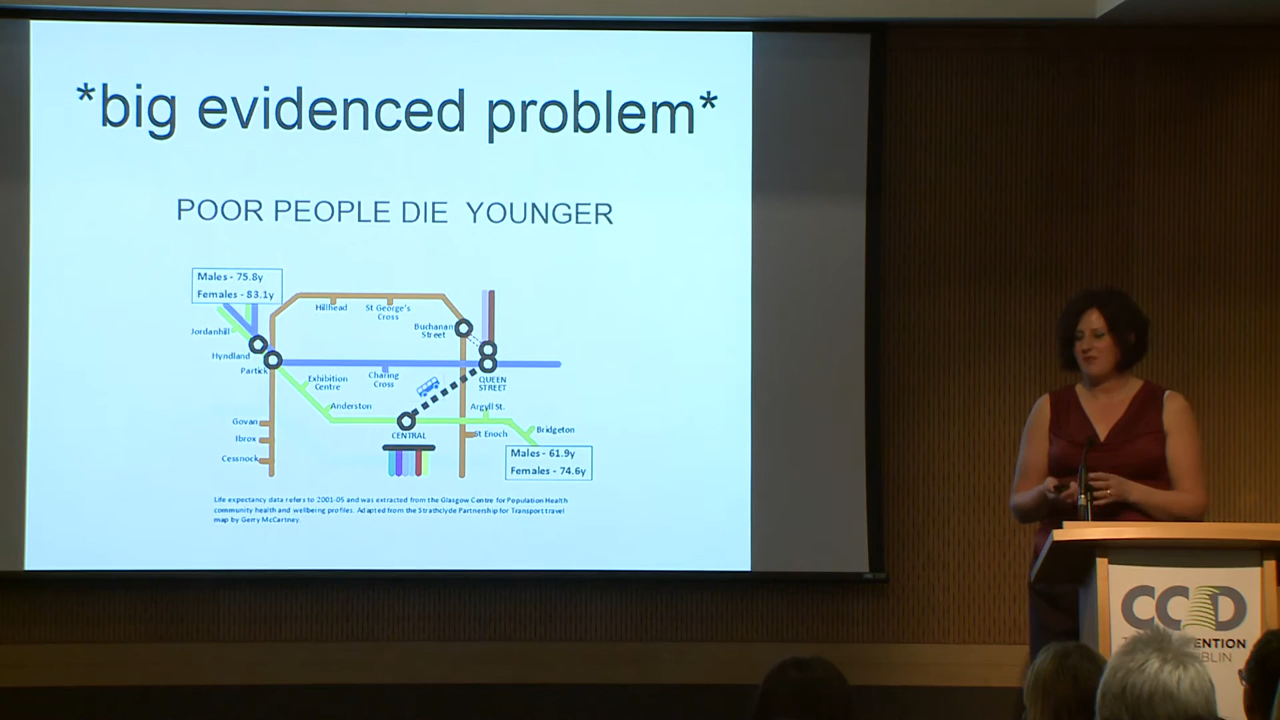 *big evidenced problem*
POOR PEOPLE DIE YOUNGER
Males - 75.8y
Females - 83.1y
Hillhead
St George's
Cross
Buchanan
Street
Jordanhill
Hyndland
Partick
Exhibition
Centre
Charing
Cross
QUEEN
STREET
Anderston
Argyll St.
Govan
Ibrox
Cessnock
CENTRAL
St Enoch
Bridgeton
Males - 61.9y
Females - 74.6y
Life expectancy data refers to 2001-05 and was extracted from the Glasgow Centre for Population Health
community health and wellbeing profiles. Adapted from the Strathclyde Partnership for Transport travel
map by Gerry McCartney.
CCD